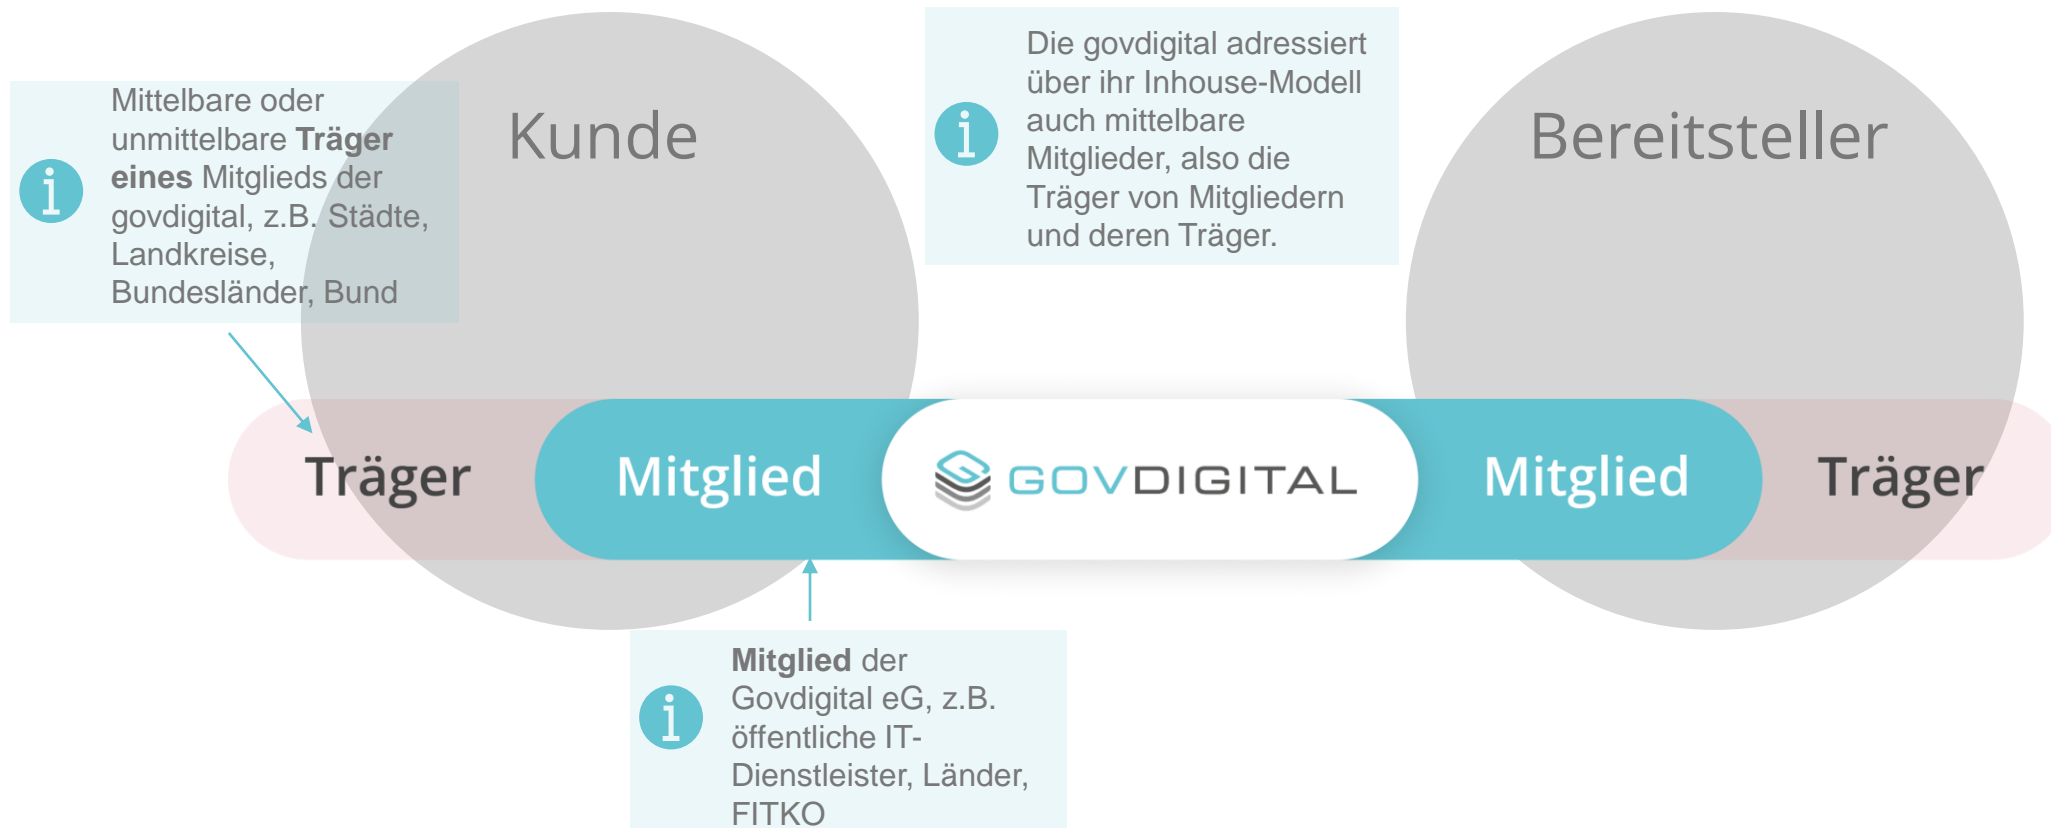 Mittelbare oder
unmittelbare Träger
eines Mitglieds der
govdigital, z.B. Städte,
Landkreise,
Bundesländer, Bund
Kunde
Die govdigital adressiert
über ihr Inhouse-Modell
auch mittelbare
Mitglieder, also die
Träger von Mitgliedern
und deren Träger.
Bereitsteller
Träger
Mitglied
GOVDIGITAL
Mitglied
Träger
Mitglied der
Govdigital eG, z.B.
öffentliche IT-
Dienstleister, Länder,
FITKO